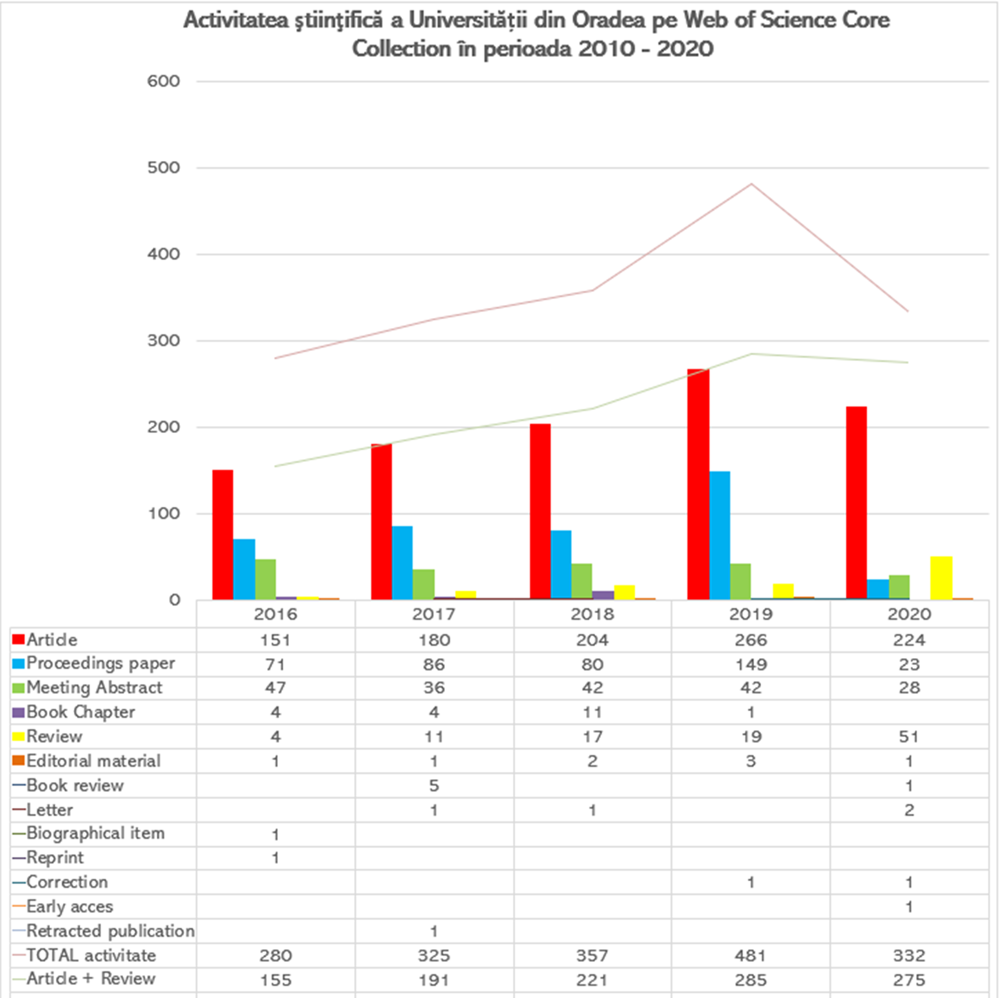 Activitatea ştiinţifică a Universității din Oradea pe Web of Science Core
Collection în perioada 2010 - 2020
600
500
400
300
200
100
0
2016 2017 2018 2019 2020
Article 151 180 204 266 224
Proceedings paper 71 86 80 149 23
Meeting Abstract 47 36 42 42 28
Book Chapter 4 4 11 1
Review 4 11 17 19 51
Editorial material 1 1 2 3 1
Book review 5 1
Letter 1 1 2
Biographical item 1
Reprint 1
Correction 1 1
Early acces 1
Retracted publication 1
TOTAL activitate 280 325 357 481 332
Article + Review 155 191 221 285 275